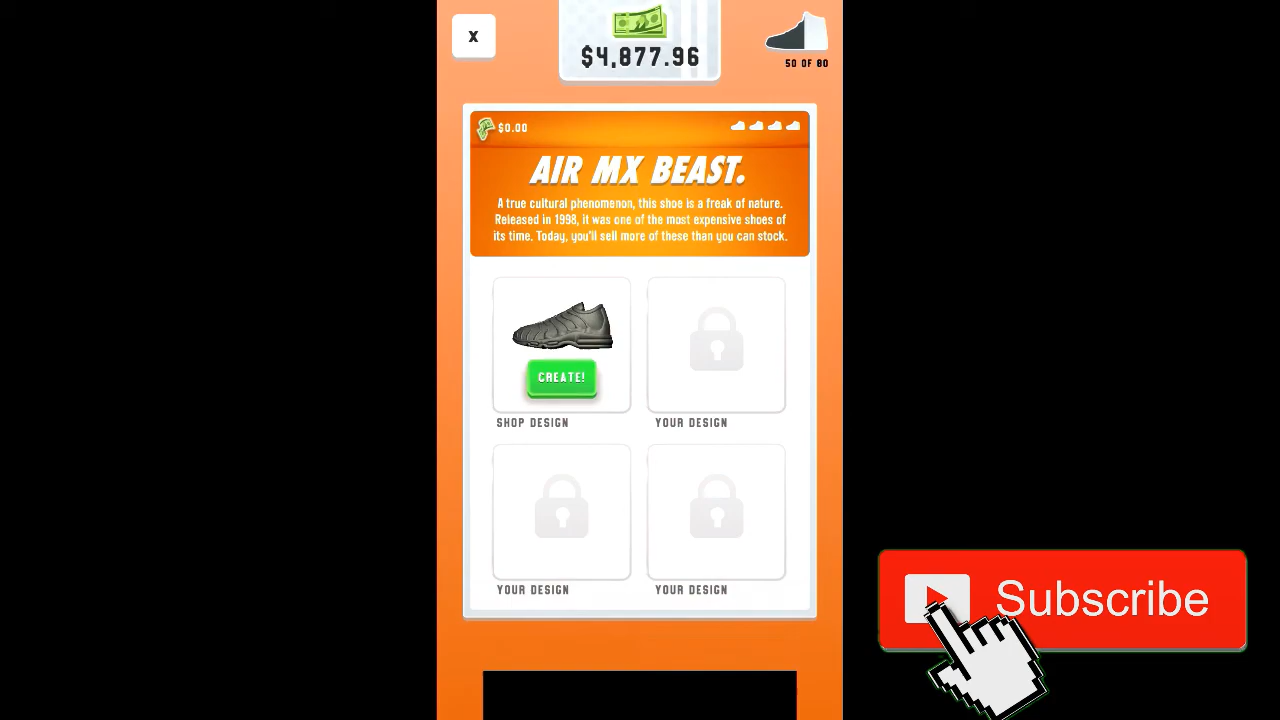 X
$4,877.96
50 OF 80
$0.00
AIR MX BEAST.
A true cultural phenomenon, this shoe is a freak of nature.
Released in 1998, it was one of the most expensive shoes of
its time. Today, you'll sell more of these than you can stock.
CREATE!
SHOP DESIGN
YOUR DESIGN
YOUR DESIGN
YOUR DESIGN
Subscribe